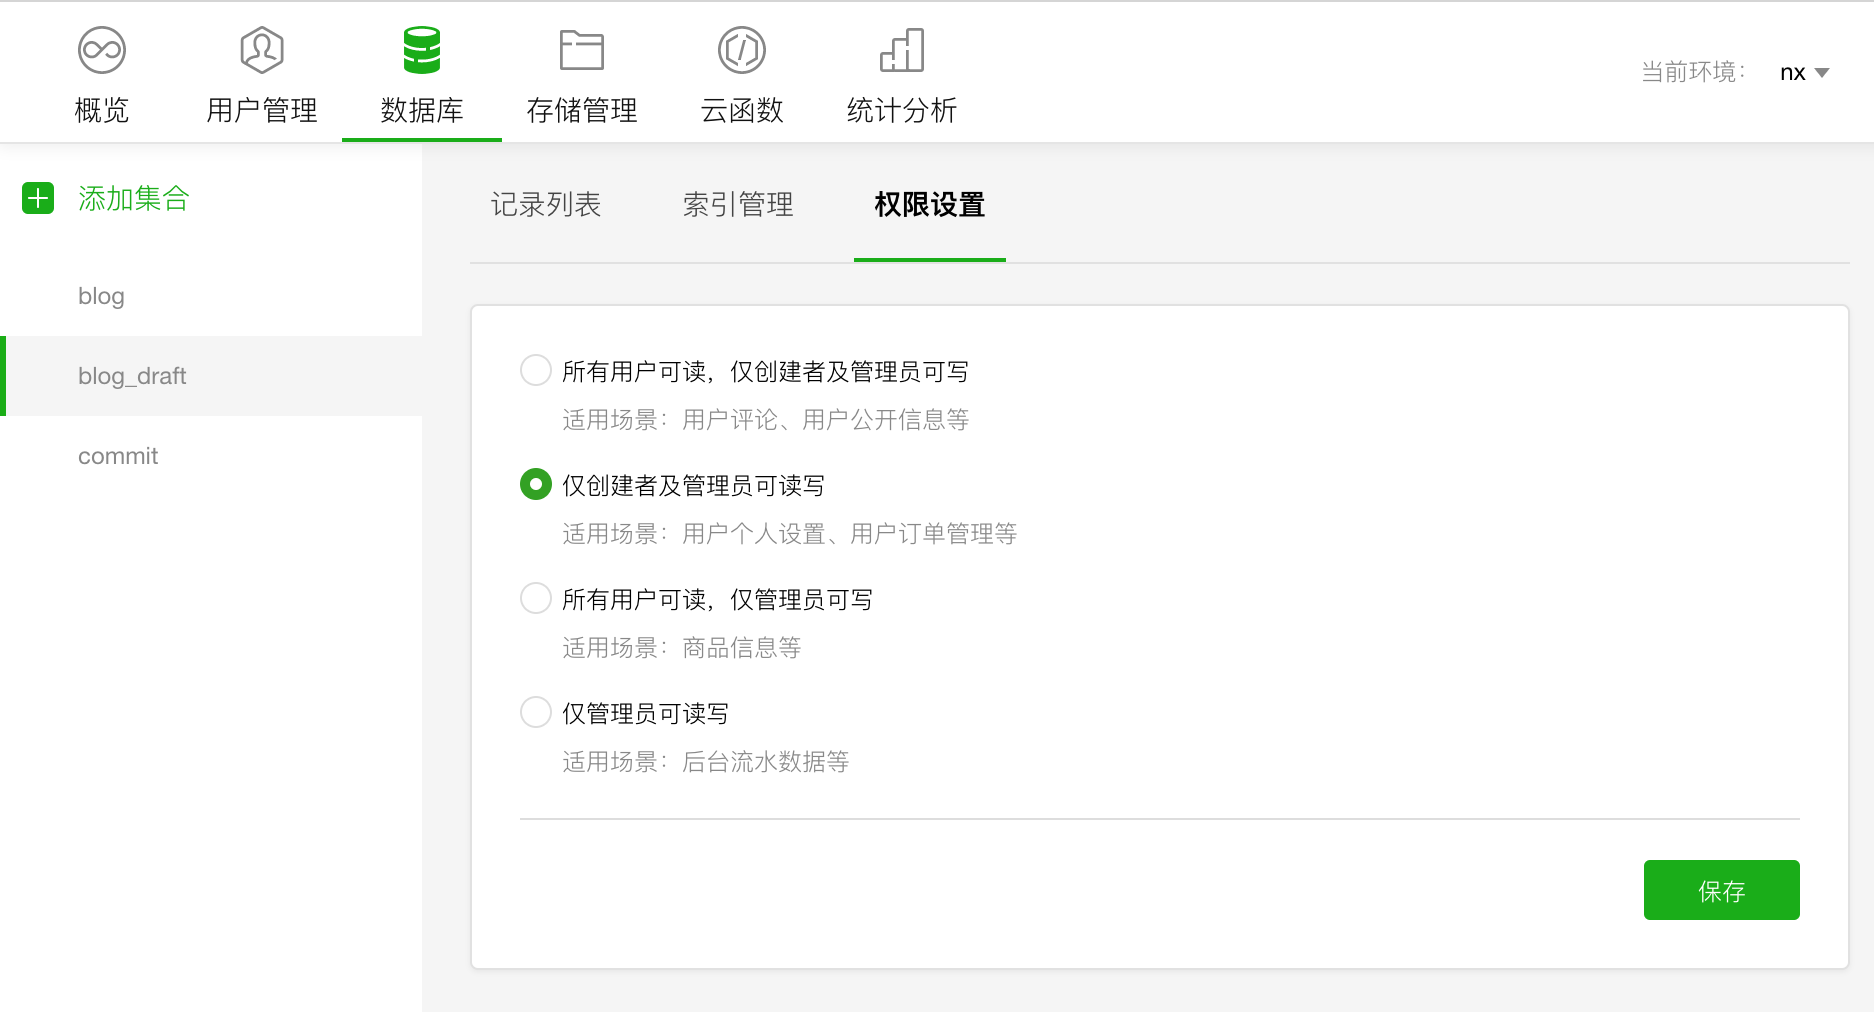 概览
用户管理
数据库
存储管理
云函数
统计分析
当前环境： nx
添加集合
blog
blog_draft
commit
记录列表
索引管理
权限设置
所有用户可读，仅创建者及管理员可写
适用场景：用户评论、用户公开信息等
仅创建者及管理员可读写
适用场景：用户个人设置、用户订单管理等
所有用户可读，仅管理员可写
适用场景：商品信息等
仅管理员可读写
适用场景：后台流水数据等
保存